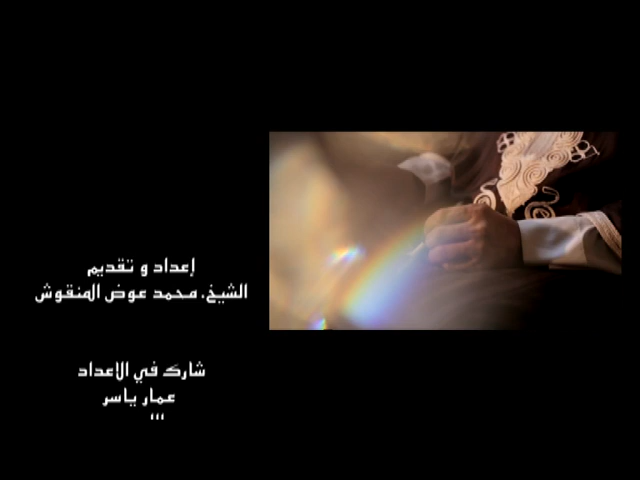 إعداد و تقديم
الشيخ. محمد عوض المنقوش
شارك في الاعداد
عمار ياسر